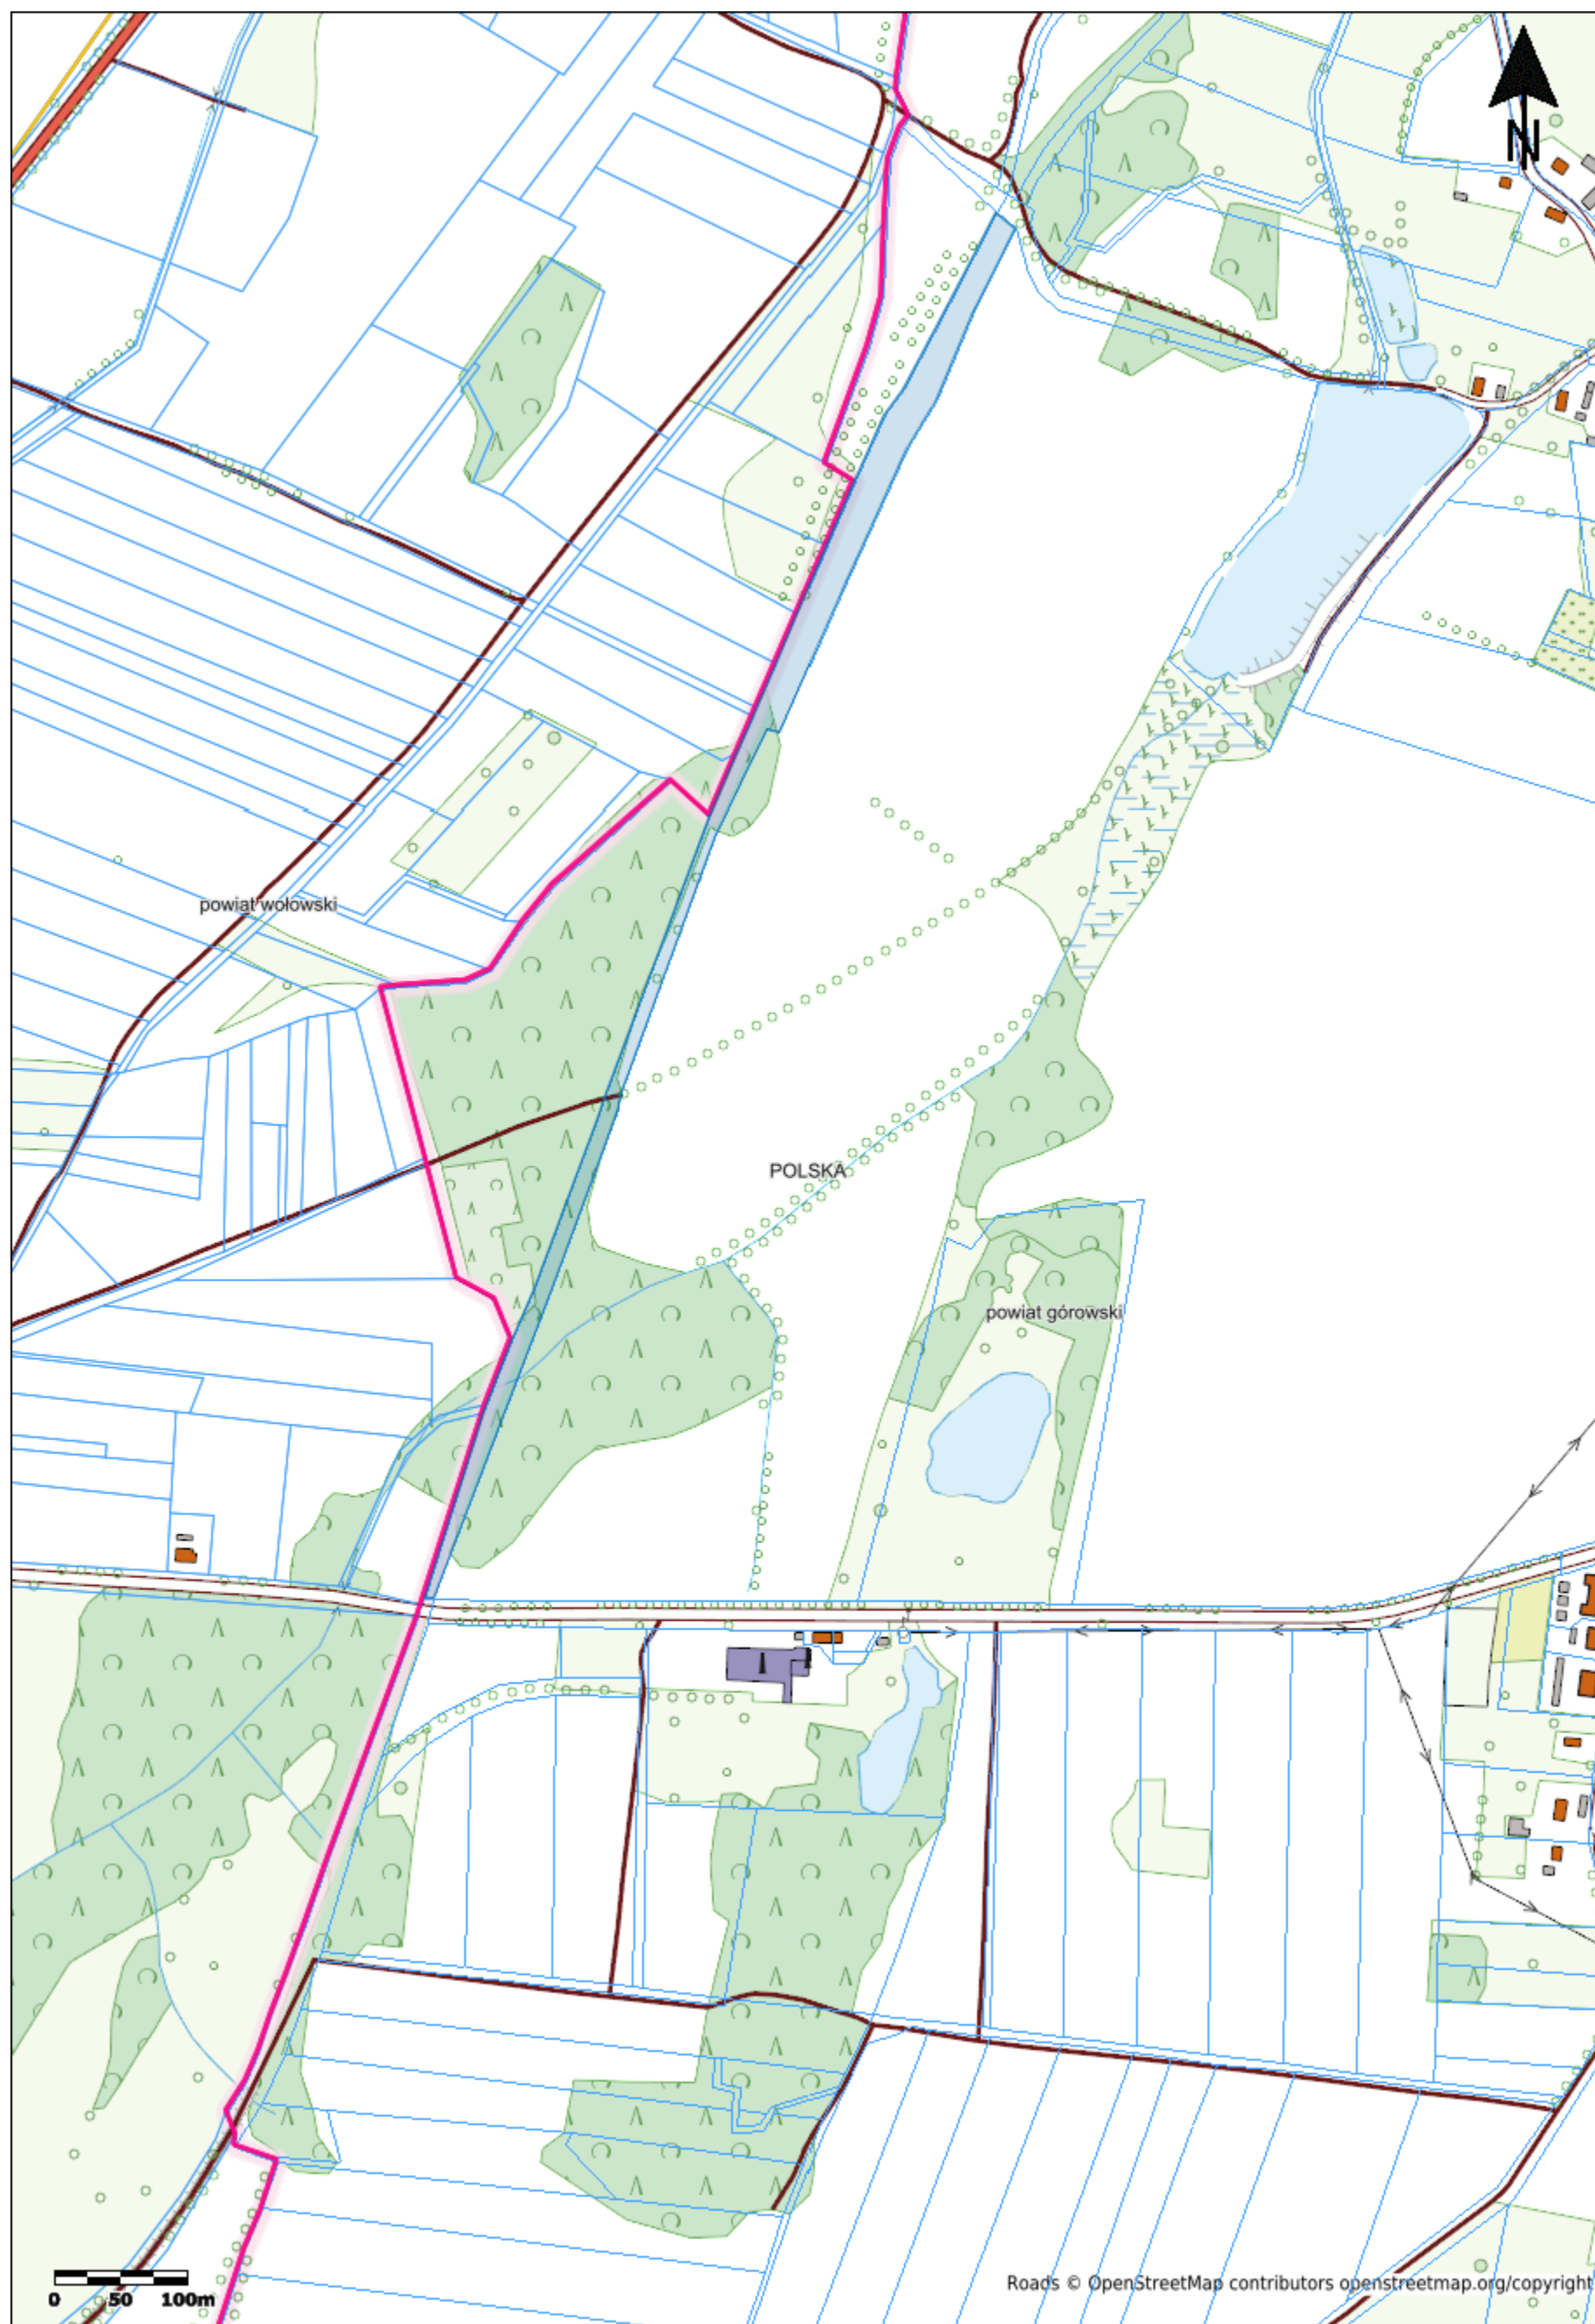 N
powiat wołowski
POLSKA
powiat górowski
0 50 100m
Roads © OpenStreetMap contributors openstreetmap.org/copyright